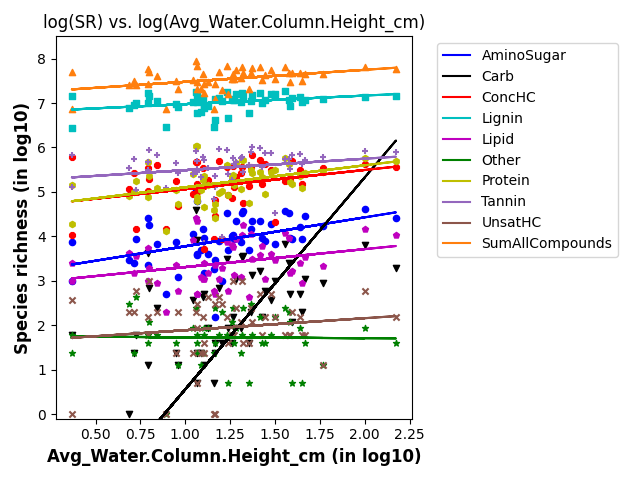 log(SR) vs. log(Avg_Water.Column.Height_cm)
Species richness (in log10)
8
7
6
5
4
3
2
1
0
0.50 0.75 1.00 1.25 1.50 1.75 2.00 2.25
Avg_Water.Column.Height_cm (in log10)
AminoSugar
Carb
ConcHC
Lignin
Lipid
Other
Protein
Tannin
UnsatHC
SumAllCompounds